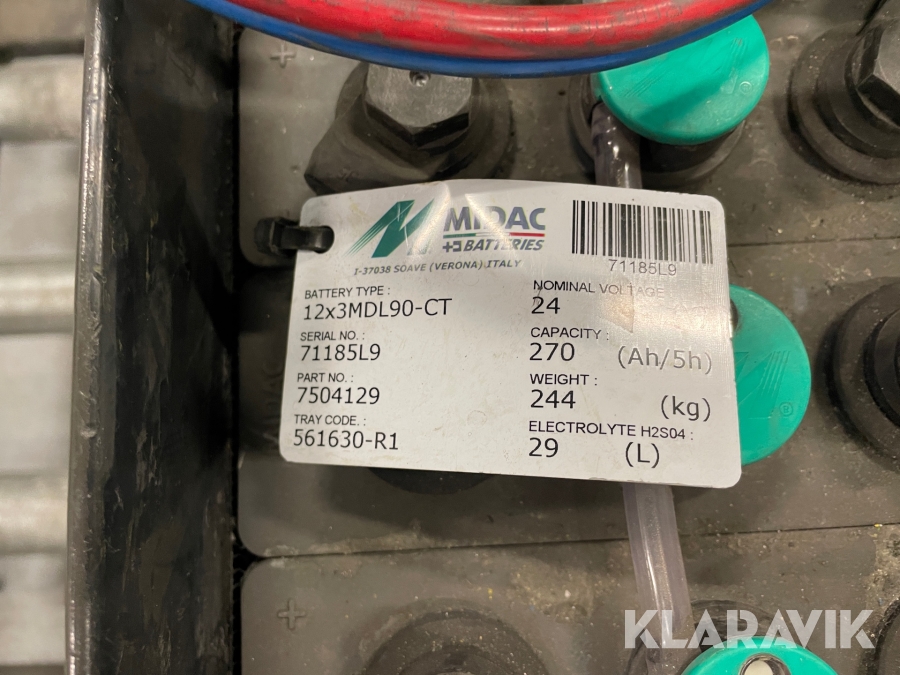 MIDAC
BATTERIES
I-37038 SOAVE (VERONA) ITALY
71185L9
BATTERY TYPE :
12x3MDL90-CT
SERIAL NO. :
71185L9
PART NO. :
7504129
TRAY CODE. :
561630-R1
NOMINAL VOLTAGE
24
CAPACITY :
270 (Ah/5h)
WEIGHT :
244 (kg)
ELECTROLYTE H2S04 :
29 (L)
KLARAVIK